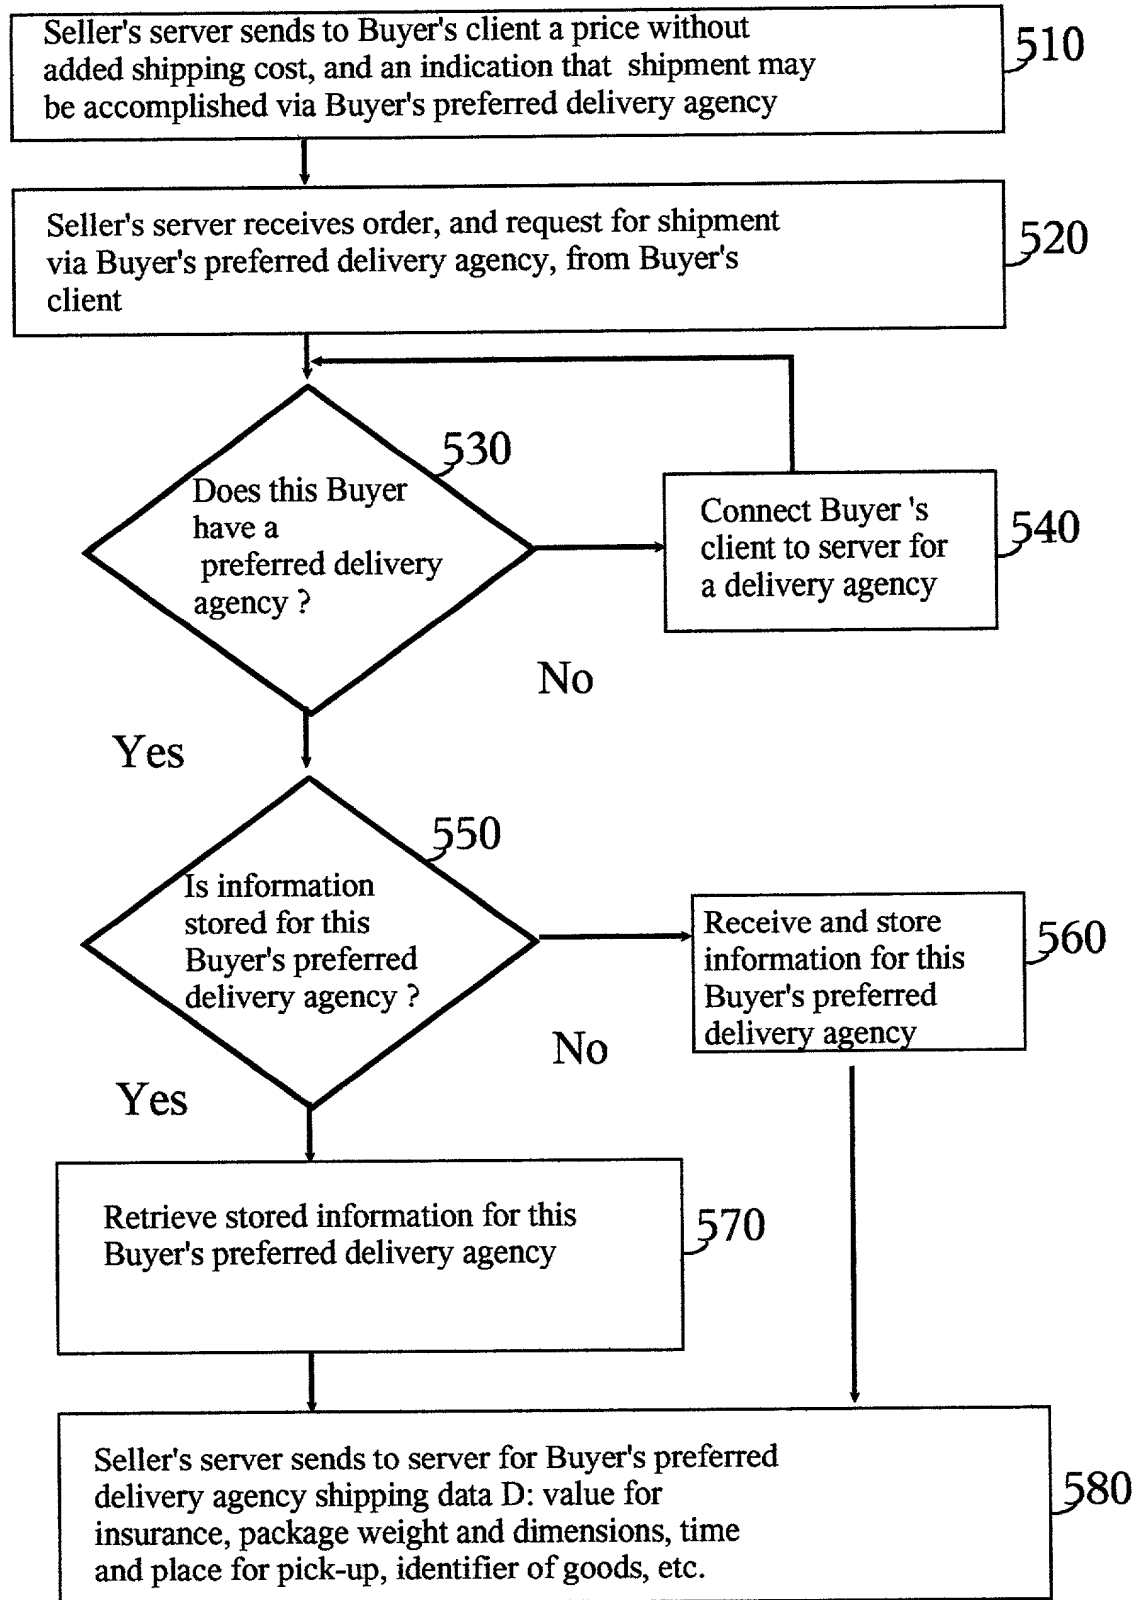 Seller's server sends to Buyer's client a price without
added shipping cost, and an indication that shipment may
be accomplished via Buyer's preferred delivery agency
510
Seller's server receives order, and request for shipment
via Buyer's preferred delivery agency, from Buyer's
client
520
530
Does this Buyer
have a
preferred delivery
agency ?
Connect Buyer 's
client to server for
a delivery agency
540
No
Yes
550
Is information
stored for this
Buyer's preferred
delivery agency ?
Receive and store
information for this
Buyer's preferred
delivery agency
560
No
Yes
Retrieve stored information for this
Buyer's preferred delivery agency
570
Seller's server sends to server for Buyer's preferred
delivery agency shipping data D: value for
insurance, package weight and dimensions, time
and place for pick-up, identifier of goods, etc.
580